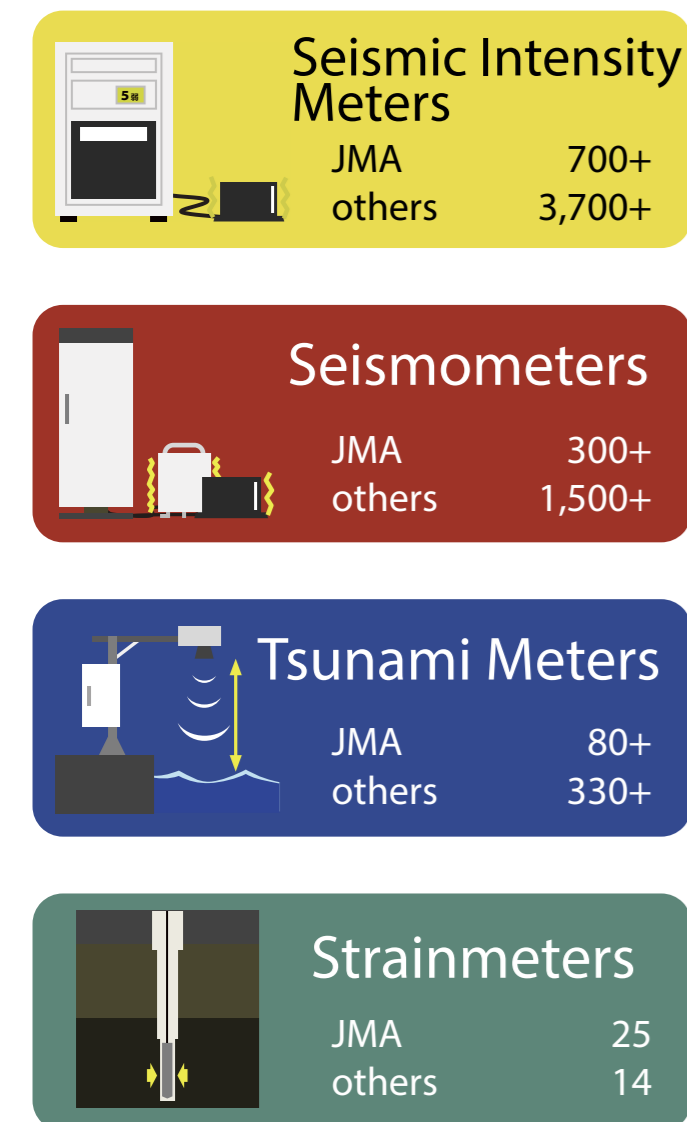 5弱
Seismic Intensity
Meters
JMA 700+
others 3,700+
Seismometers
JMA 300+
others 1,500+
Tsunami Meters
JMA 80+
others 330+
Strainmeters
JMA 25
others 14